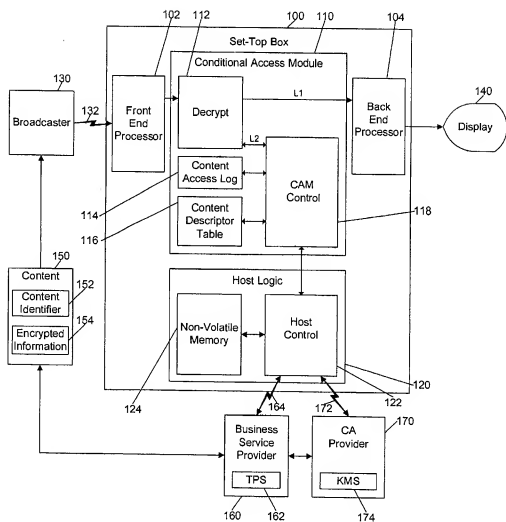 102
112
110
100
104
Set-Top Box
Conditional Access Module
130
140
Broadcaster
132
Front
End
Processor
Decrypt
L1
Back
End
Processor
Display
L2
Content
Access Log
114
CAM
Control
Content
Descriptor
Table
116
118
150
Content
152
Content
Identifier
154
Encrypted
Information
Host Logic
Non-Volatile
Memory
Host
Control
120
124
164
172
122
Business
Service
Provider
CA
Provider
170
TPS
KMS
160
162
174